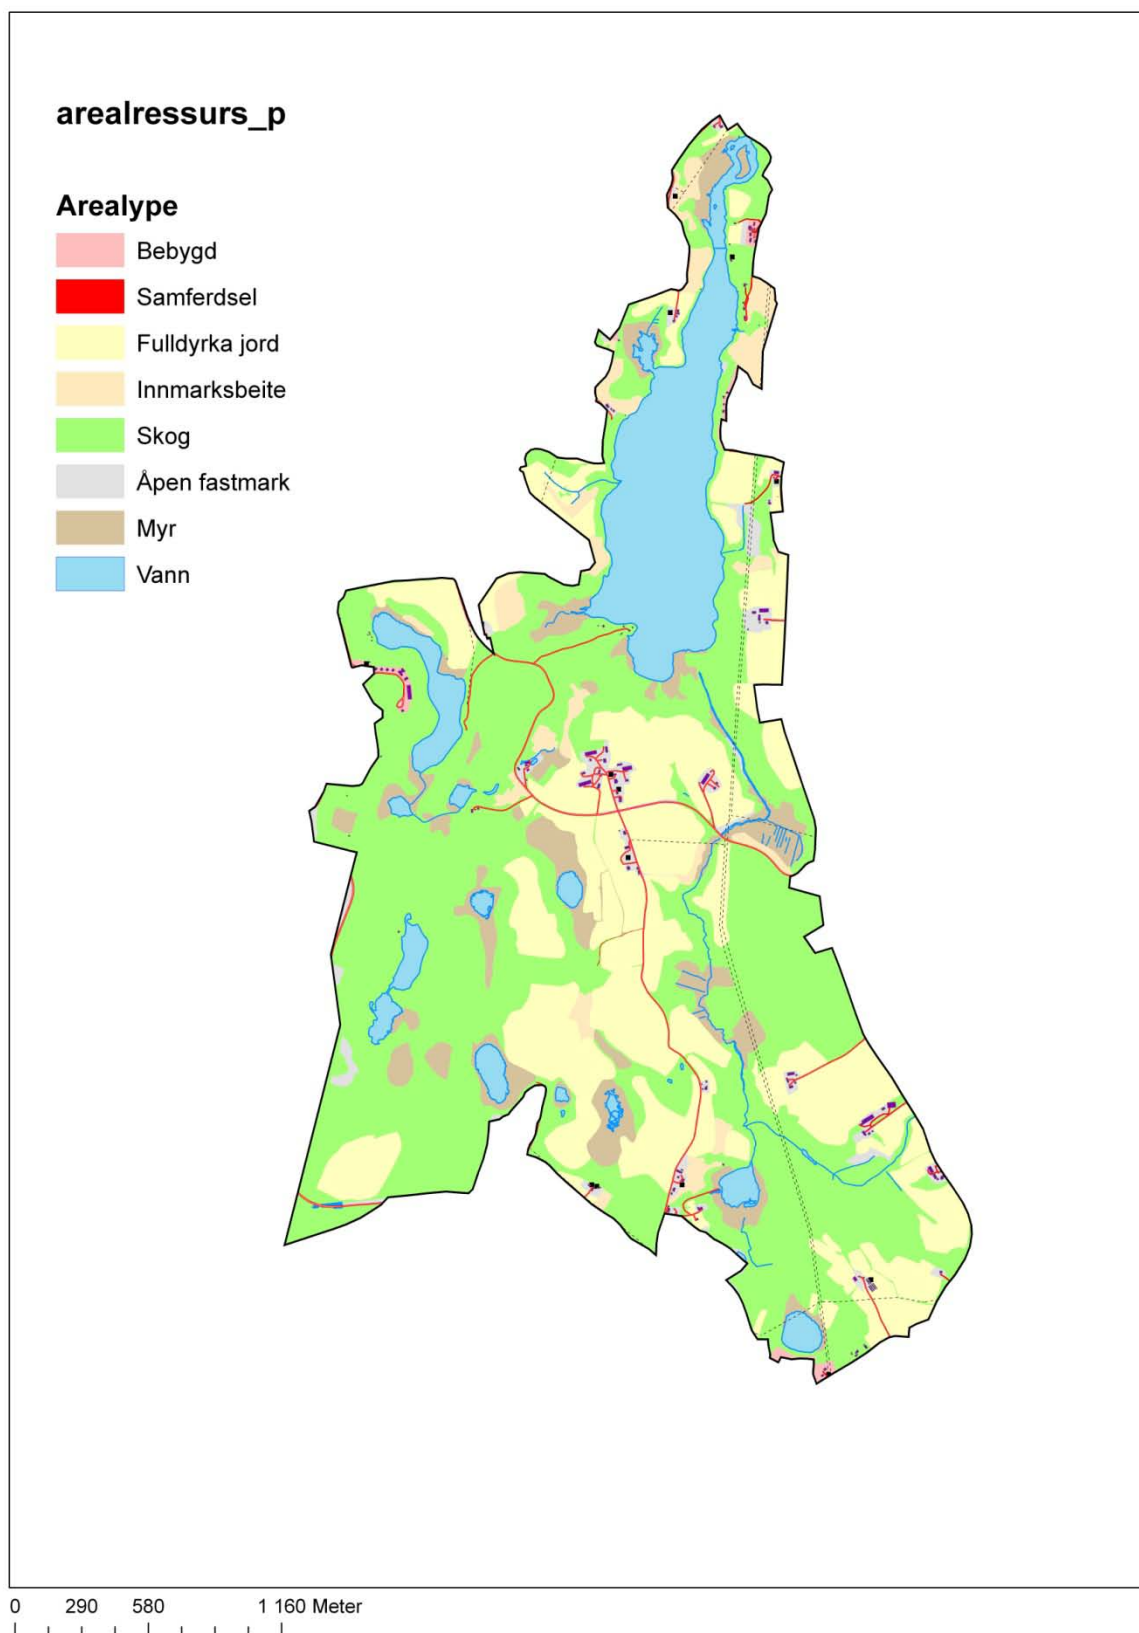 arealressurs_p
Arealype
Bebygd
Samferdsel
Fulldyrka jord
Innmarksbeite
Skog
Åpen fastmark
Myr
Vann
0 290 580 1 160 Meter